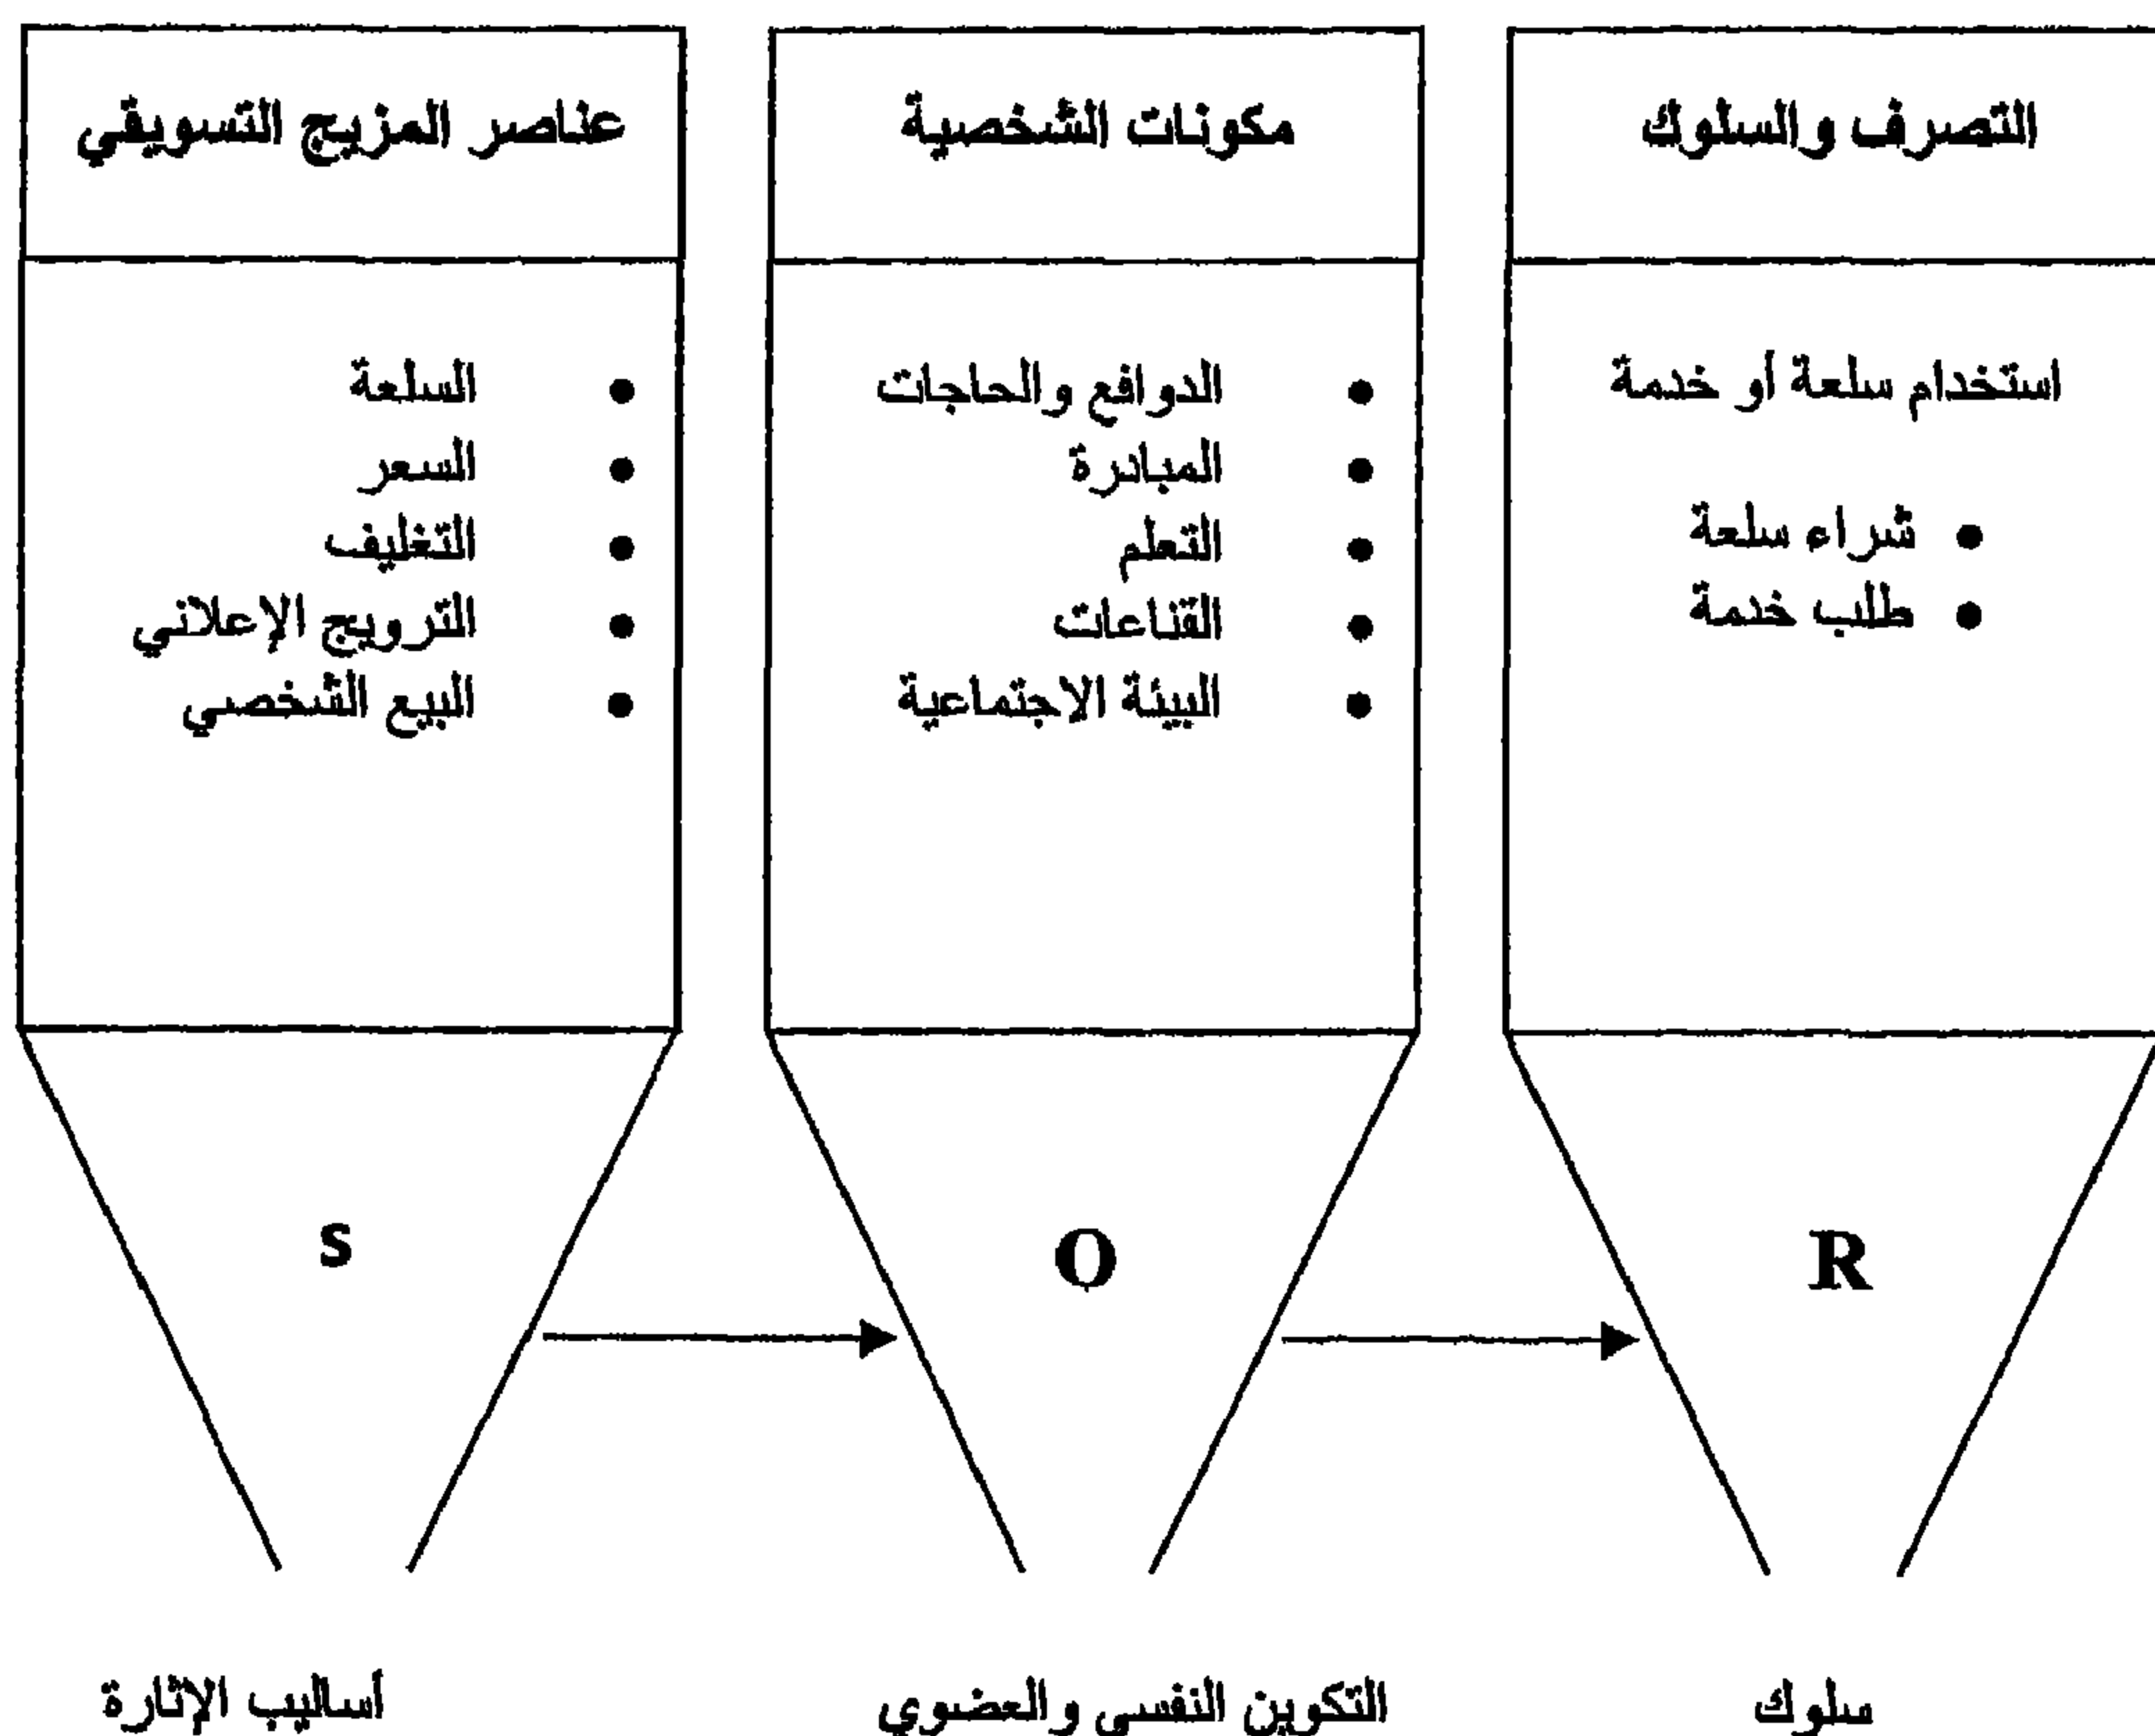 عناصر المزيج التسويقي
مكونات الشخصية
التصرف والسلوك
• السلعة
• السعر
• التغليف
• الترويج الإعلاني
• البيع الشخصي
• الدوافع والحاجات
• المبادرة
• التعلم
• القناعات
• البيئة الاجتماعية
استخدام سلعة أو خدمة
• شراء سلعة
• طلب خدمة
s
O
R
أساليب الإثارة
التكوين النفسي والعضوي
سلوك